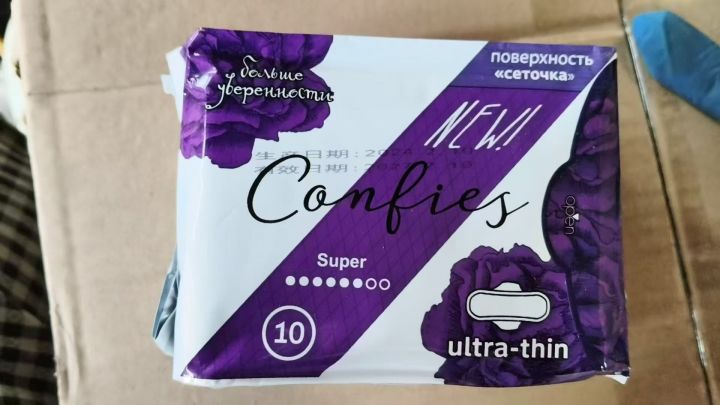 больше
уверенности
поверхность
«сеточка»
NEW!
生产日期:
有效日期:
Confies
open
Super
10
ultra-thin